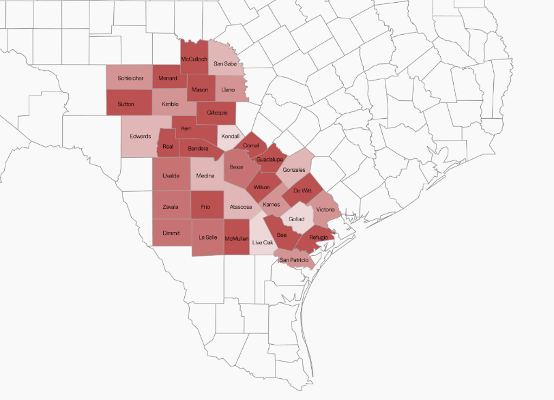 McCulloch
San Saba
Schleicher
Menard
Mason
Llano
Sutton
Kimble
Gillespie
Edwards
Kerr
Kendall
Real
Bandera
Comal
Guadalupe
Uvalde
Medina
Bexar
Gonzales
Wilson
De Witt
Zavala
Frio
Atascosa
Karnes
Victoria
Goliad
Dimmit
La Salle
McMullen
Live Oak
Bee
Refugio
San Patricio